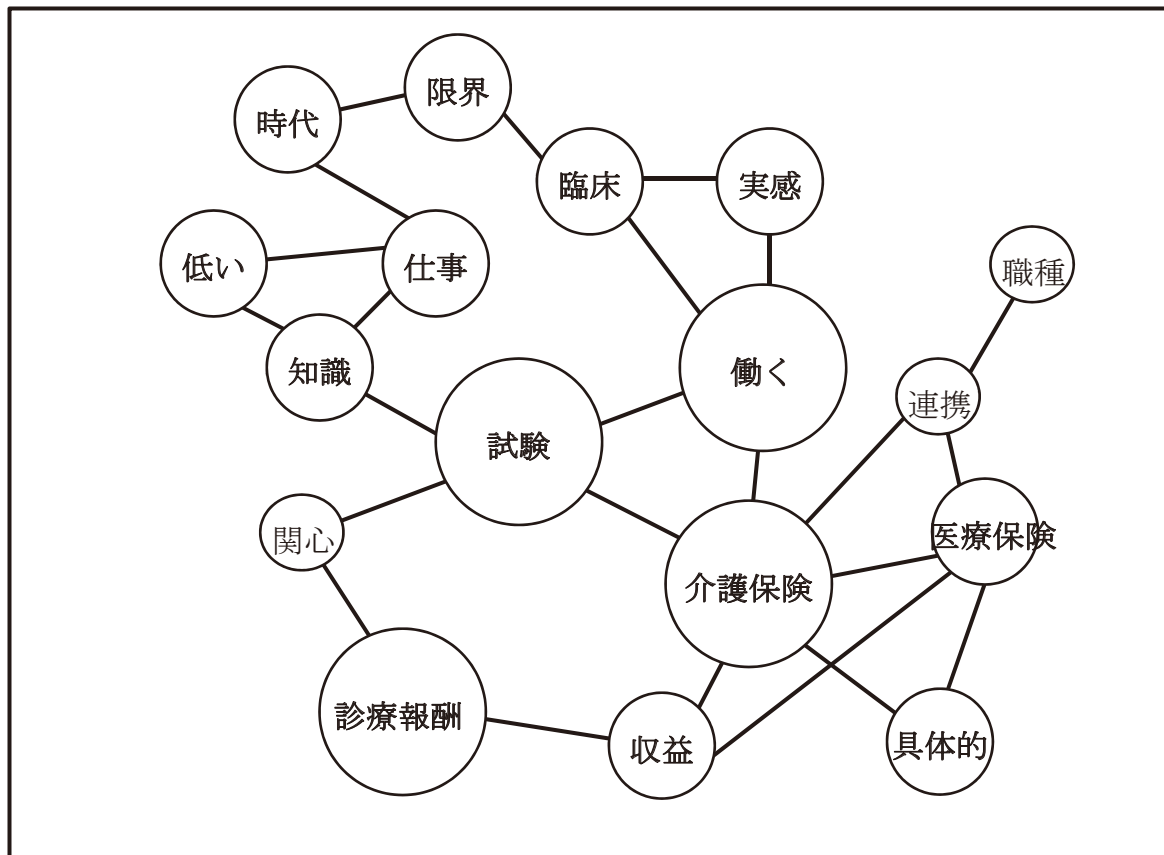 限界
時代
臨床
実感
低い
仕事
職種
知識
働く
連携
試験
関心
医療保険
介護保険
診療報酬
収益
具体的